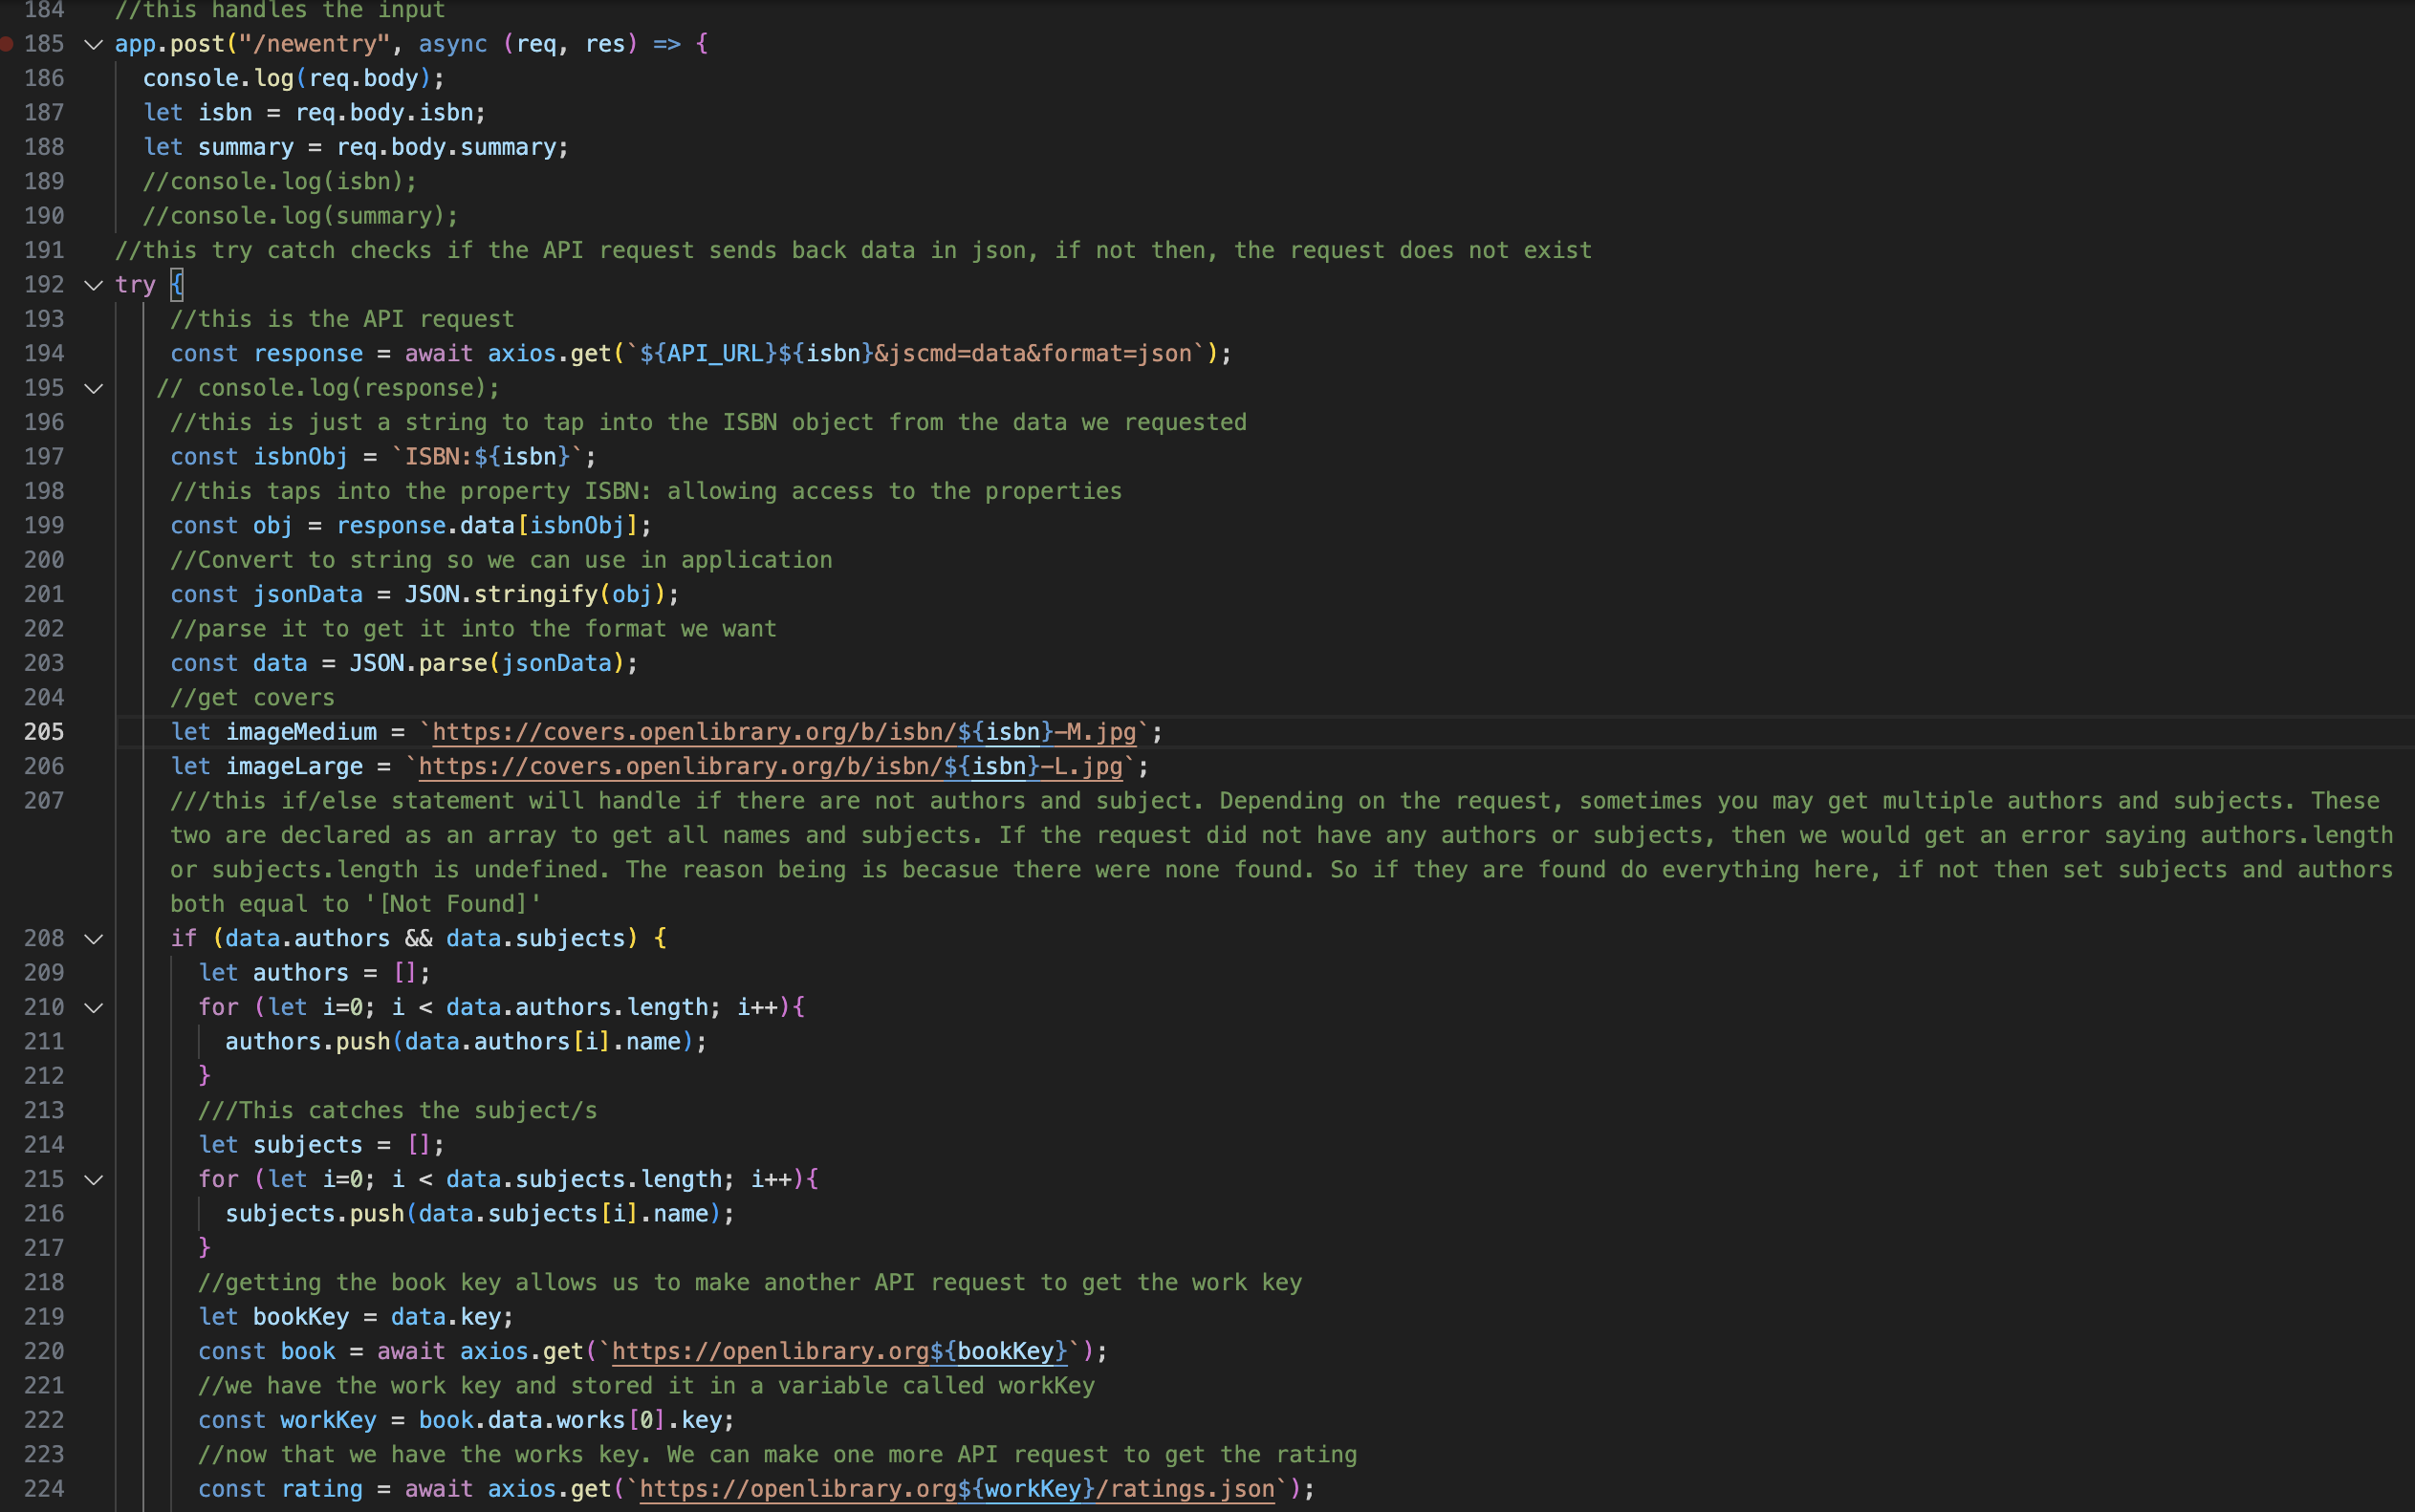 184 //this handles the input
185 app.post("/newentry", async (req, res) => {
186 console.log(req.body);
187 let isbn = req.body.isbn;
188 let summary = req.body.summary;
189 //console.log(isbn);
190 //console.log(summary);
191 //this try catch checks if the API request sends back data in json, if not then, the request does not exist
192 try {
193 //this is the API request
194 const response = await axios.get(`${API_URL}${isbn}&jscmd=data&format=json`);
195 // console.log(response);
196 //this is just a string to tap into the ISBN object from the data we requested
197 const isbnObj = `ISBN:${isbn}`;
198 //this taps into the property ISBN: allowing access to the properties
199 const obj = response.data[isbnObj];
200 //Convert to string so we can use in application
201 const jsonData = JSON.stringify(obj);
202 //parse it to get it into the format we want
203 const data = JSON.parse(jsonData);
204 //get covers
205 let imageMedium = `https://covers.openlibrary.org/b/isbn/${isbn}-M.jpg`;
206 let imageLarge = `https://covers.openlibrary.org/b/isbn/${isbn}-L.jpg`;
207 ///this if/else statement will handle if there are not authors and subject. Depending on the request, sometimes you may get multiple authors and subjects. These
two are declared as an array to get all names and subjects. If the request did not have any authors or subjects, then we would get an error saying authors.length
or subjects.length is undefined. The reason being is becasue there were none found. So if they are found do everything here, if not then set subjects and authors
both equal to '[Not Found]'
208 if (data.authors && data.subjects) {
209 let authors = [];
210 for (let i=0; i < data.authors.length; i++){
211 authors.push(data.authors[i].name);
212 }
213 ///This catches the subject/s
214 let subjects = [];
215 for (let i=0; i < data.subjects.length; i++){
216 subjects.push(data.subjects[i].name);
217 }
218 //getting the book key allows us to make another API request to get the work key
219 let bookKey = data.key;
220 const book = await axios.get(`https://openlibrary.org${bookKey}`);
221 //we have the work key and stored it in a variable called workKey
222 const workKey = book.data.works[0].key;
223 //now that we have the works key. We can make one more API request to get the rating
224 const rating = await axios.get(`https://openlibrary.org${workKey}/ratings.json`);